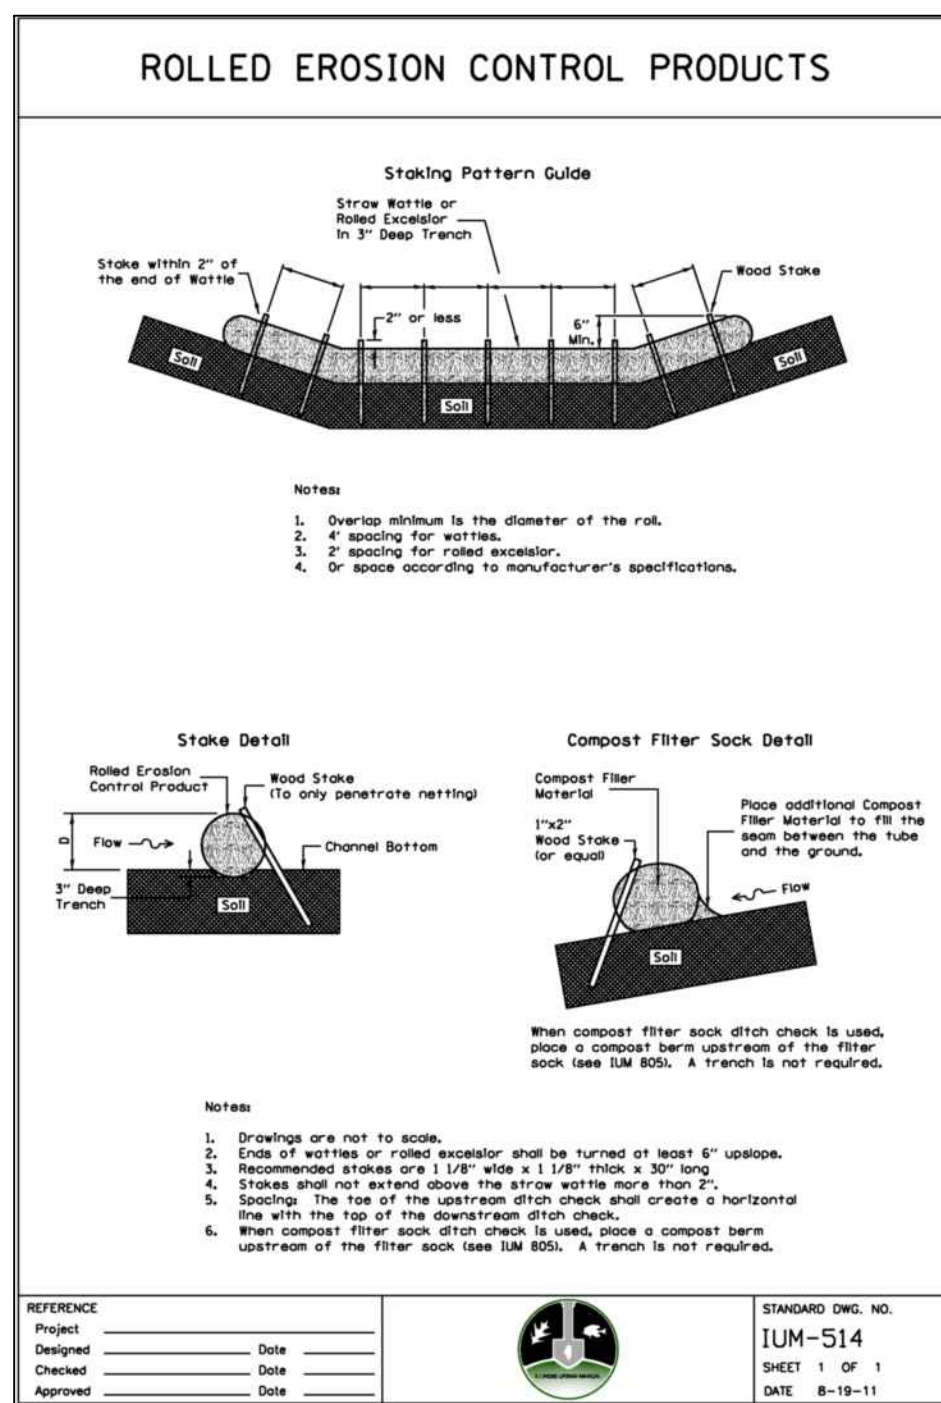 ROLLED EROSION CONTROL PRODUCTS
Staking Pattern Guide
Straw Wattle or
Rolled Excelsior
in 3" Deep Trench
Stake within 2" of
the end of Wattle
Wood Stake
2" or less
6"
Min.
Soil
Soil
Soil
Notes:
1. Overlap minimum is the diameter of the roll.
2. 4' spacing for wattles.
3. 2' spacing for rolled excelsior.
4. Or space according to manufacturer's specifications.
Stake Detail
Rolled Erosion
Control Product
Wood Stake
(To only penetrate netting)
D
Flow
Channel Bottom
3" Deep
Trench
Soil
Compost Filter Sock Detail
Compost Filler
Material
1"x2"
Wood Stake
(or equal)
Place additional Compost
Filler Material to fill the
seam between the tube
and the ground.
Flow
Soil
When compost filter sock ditch check is used,
place a compost berm upstream of the filter
sock (see IUM 805). A trench is not required.
Notes:
1. Drawings are not to scale.
2. Ends of wattles or rolled excelsior shall be turned at least 6" upslope.
3. Recommended stakes are 1 1/8" wide x 1 1/8" thick x 30" long
4. Stakes shall not extend above the straw wattle more than 2".
5. Spacing: The toe of the upstream ditch check shall create a horizontal
line with the top of the downstream ditch check.
6. When compost filter sock ditch check is used, place a compost berm
upstream of the filter sock (see IUM 805). A trench is not required.
REFERENCE
Project
Designed Date
Checked Date
Approved Date
ILLINOIS URBAN MANUAL
STANDARD DWG. NO.
IUM-514
SHEET 1 OF 1
DATE 8-19-11